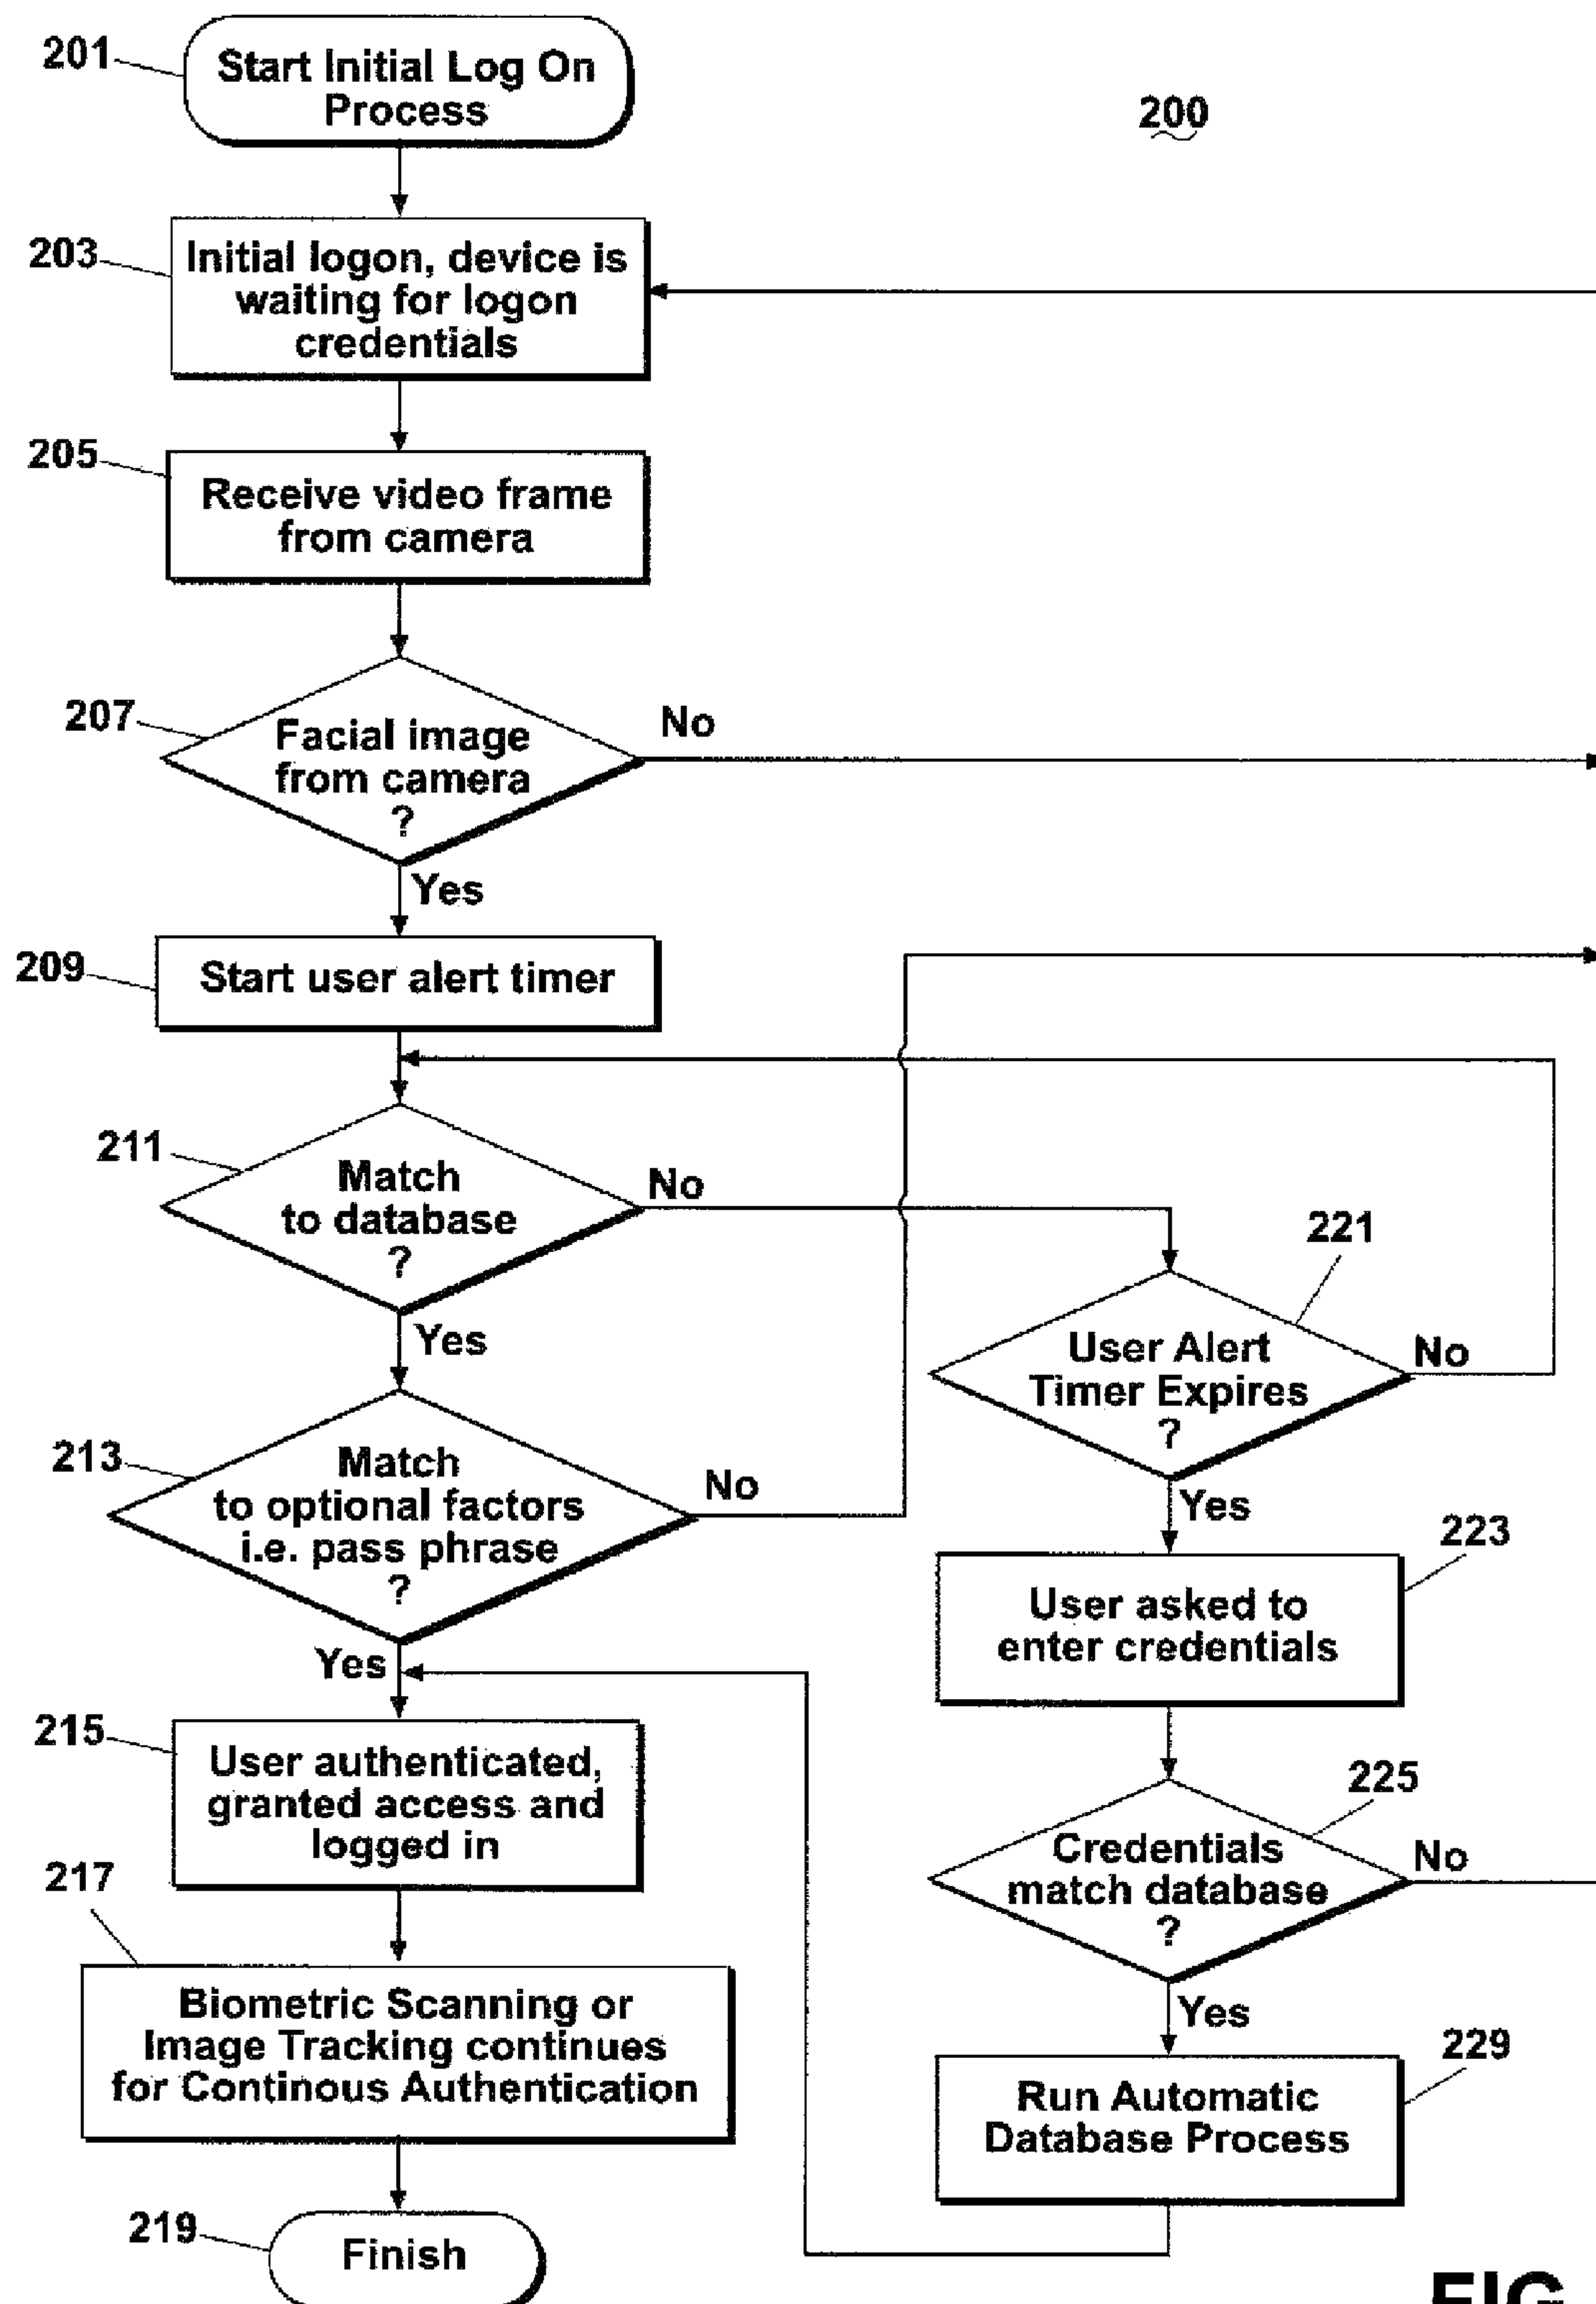 201
Start Initial Log On
Process
200
203
Initial logon, device is
waiting for logon
credentials
205
Receive video frame
from camera
207
Facial image
from camera
?
No
Yes
209
Start user alert timer
211
Match
to database
?
No
Yes
221
User Alert
Timer Expires
?
No
Yes
213
Match
to optional factors
i.e. pass phrase
?
No
Yes
223
User asked to
enter credentials
215
User authenticated,
granted access and
logged in
225
Credentials
match database
?
No
Yes
217
Biometric Scanning or
Image Tracking continues
for Continous Authentication
229
Run Automatic
Database Process
219
Finish
FIG